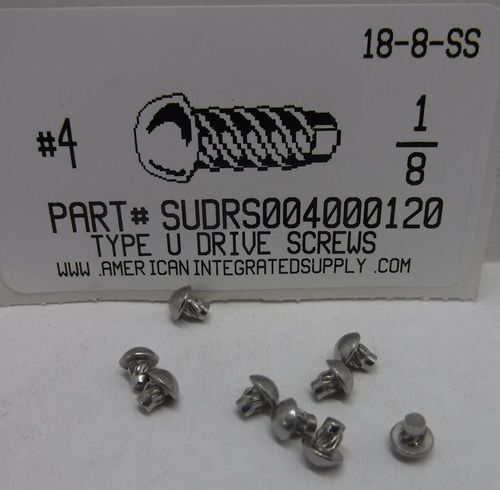 18-8-SS
#4
1
8
PART# SUDRS004000120
TYPE U DRIVE SCREWS
WWW.AMERICANINTEGRATEDSUPPLY.COM